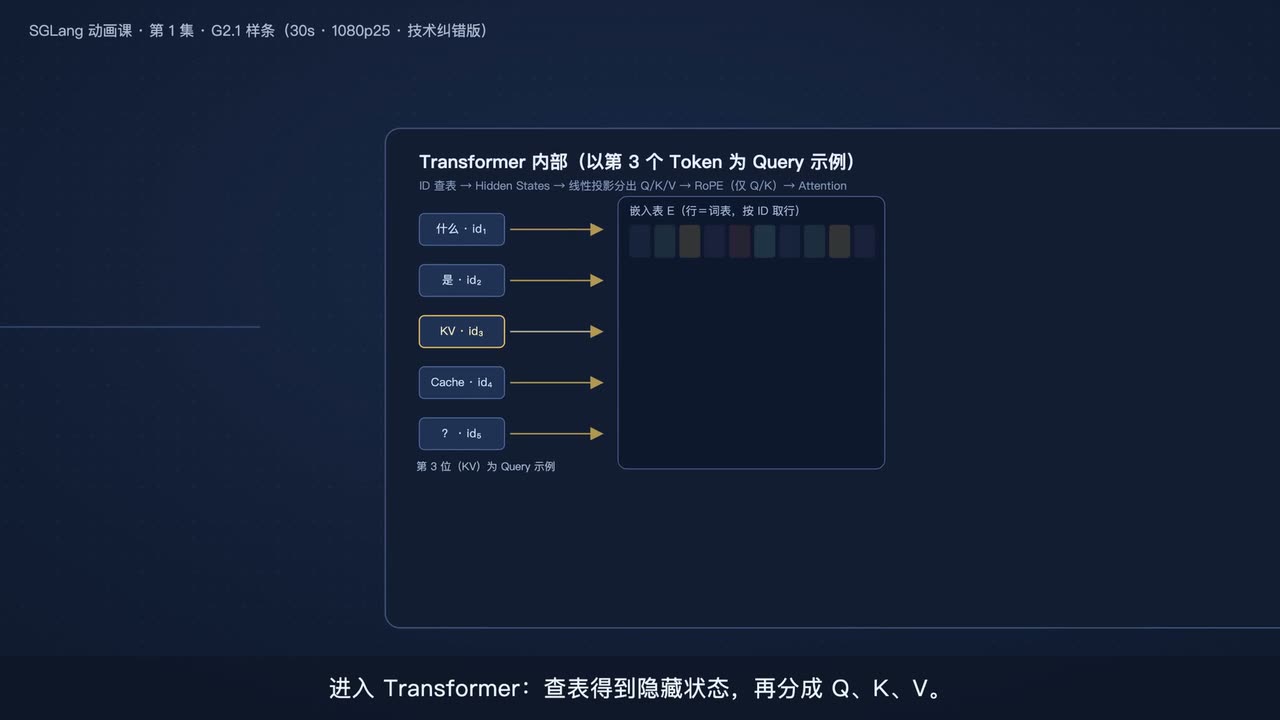 SGLang 动画课 · 第 1 集 · G2.1 样条（30s · 1080p25 · 技术纠错版）
Transformer 内部（以第 3 个 Token 为 Query 示例）
ID 查表 → Hidden States → 线性投影分出 Q/K/V → RoPE（仅 Q/K）→ Attention
嵌入表 E（行＝词表，按 ID 取行）
什么 · id₁
是 · id₂
KV · id₃
Cache · id₄
？ · id₅
第 3 位（KV）为 Query 示例
进入 Transformer：查表得到隐藏状态，再分成 Q、K、V。